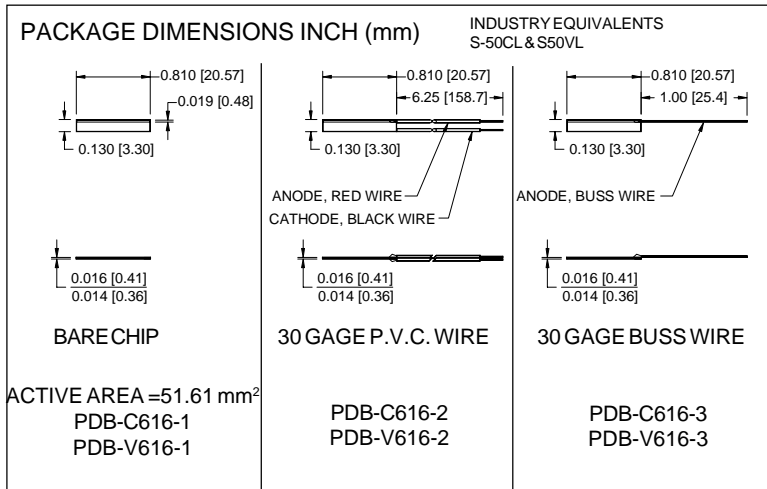 PACKAGE DIMENSIONS INCH (mm)
INDUSTRY EQUIVALENTS
S-50CL & S50VL
0.810 [20.57]
0.019 [0.48]
0.130 [3.30]
0.016 [0.41]
0.014 [0.36]
BARE CHIP
ACTIVE AREA =51.61 mm²
PDB-C616-1
PDB-V616-1
0.810 [20.57]
6.25 [158.7]
0.130 [3.30]
ANODE, RED WIRE
CATHODE, BLACK WIRE
0.016 [0.41]
0.014 [0.36]
30 GAGE P.V.C. WIRE
PDB-C616-2
PDB-V616-2
0.810 [20.57]
1.00 [25.4]
0.130 [3.30]
ANODE, BUSS WIRE
0.016 [0.41]
0.014 [0.36]
30 GAGE BUSS WIRE
PDB-C616-3
PDB-V616-3